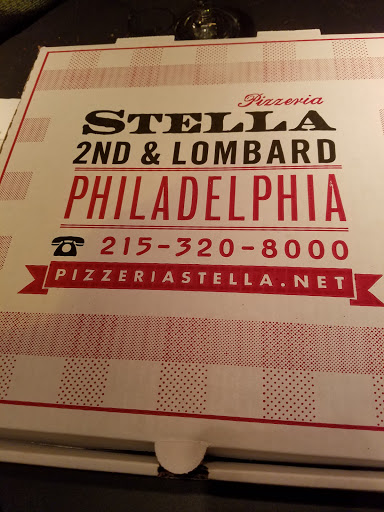 Pizzeria
STELLA
2ND & LOMBARD
PHILADELPHIA
215-320-8000
PIZZERIASTELLA.NET